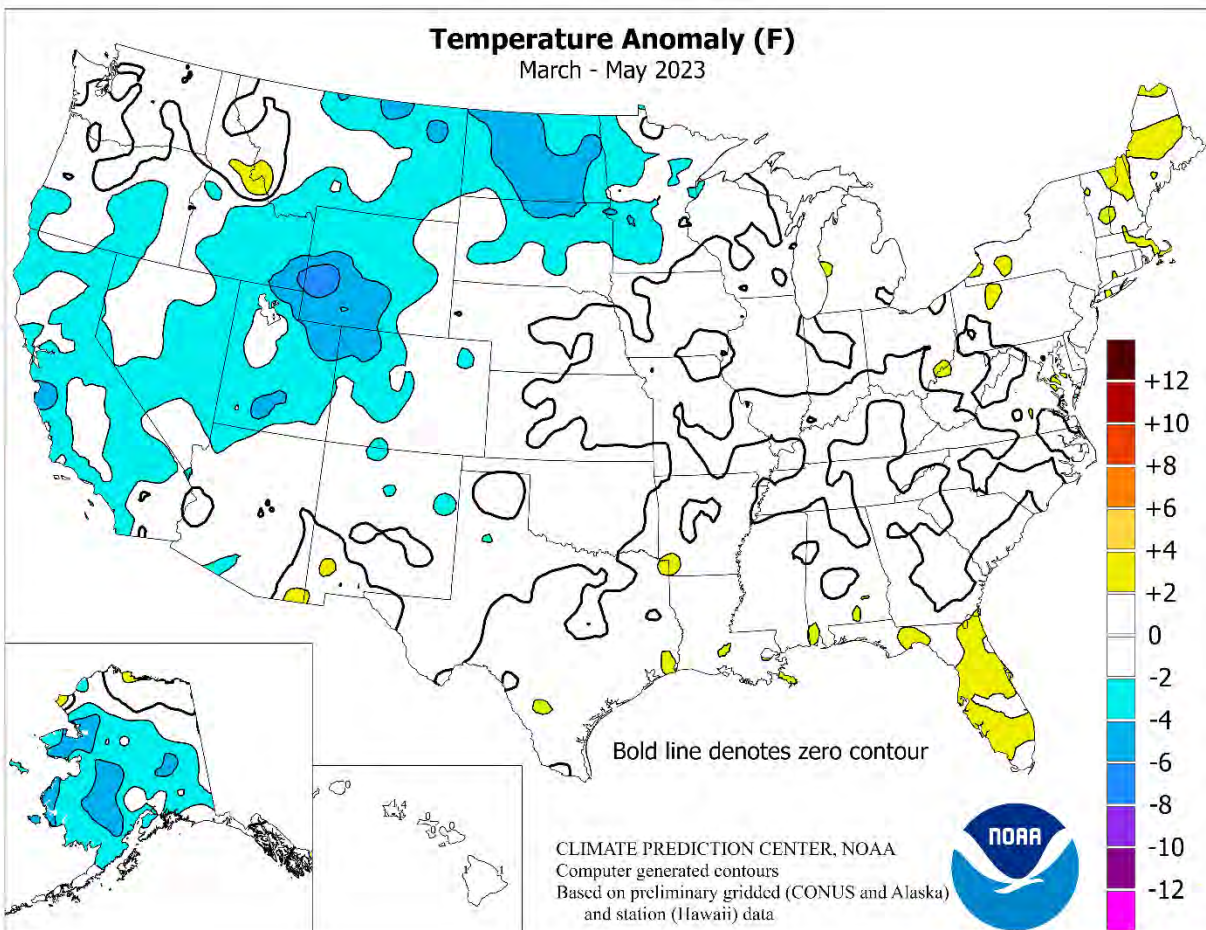 Temperature Anomaly (F)
March - May 2023
+12
+10
+8
+6
+4
+2
0
-2
-4
-6
-8
-10
-12
Bold line denotes zero contour
CLIMATE PREDICTION CENTER, NOAA
Computer generated contours
Based on preliminary gridded (CONUS and Alaska)
and station (Hawaii) data
NOAA